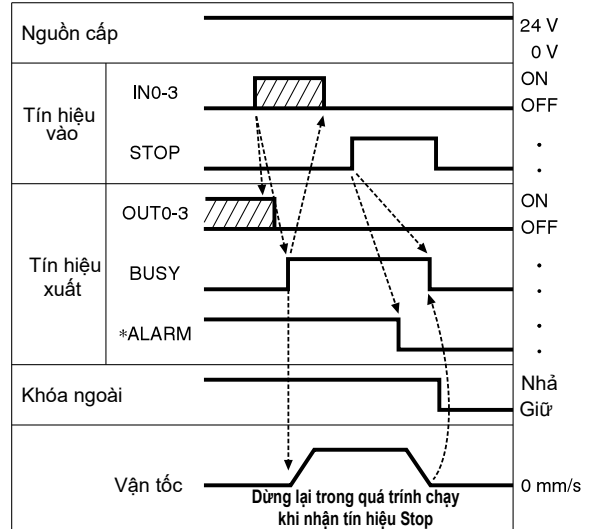 Nguồn cấp
24 V
0 V
Tín hiệu
vào
IN0-3
ON
OFF
STOP
Tín hiệu
xuất
OUT0-3
ON
OFF
BUSY
*ALARM
Khóa ngoài
Nhả
Giữ
Vận tốc
0 mm/s
Dừng lại trong quá trính chạy
khi nhận tín hiệu Stop